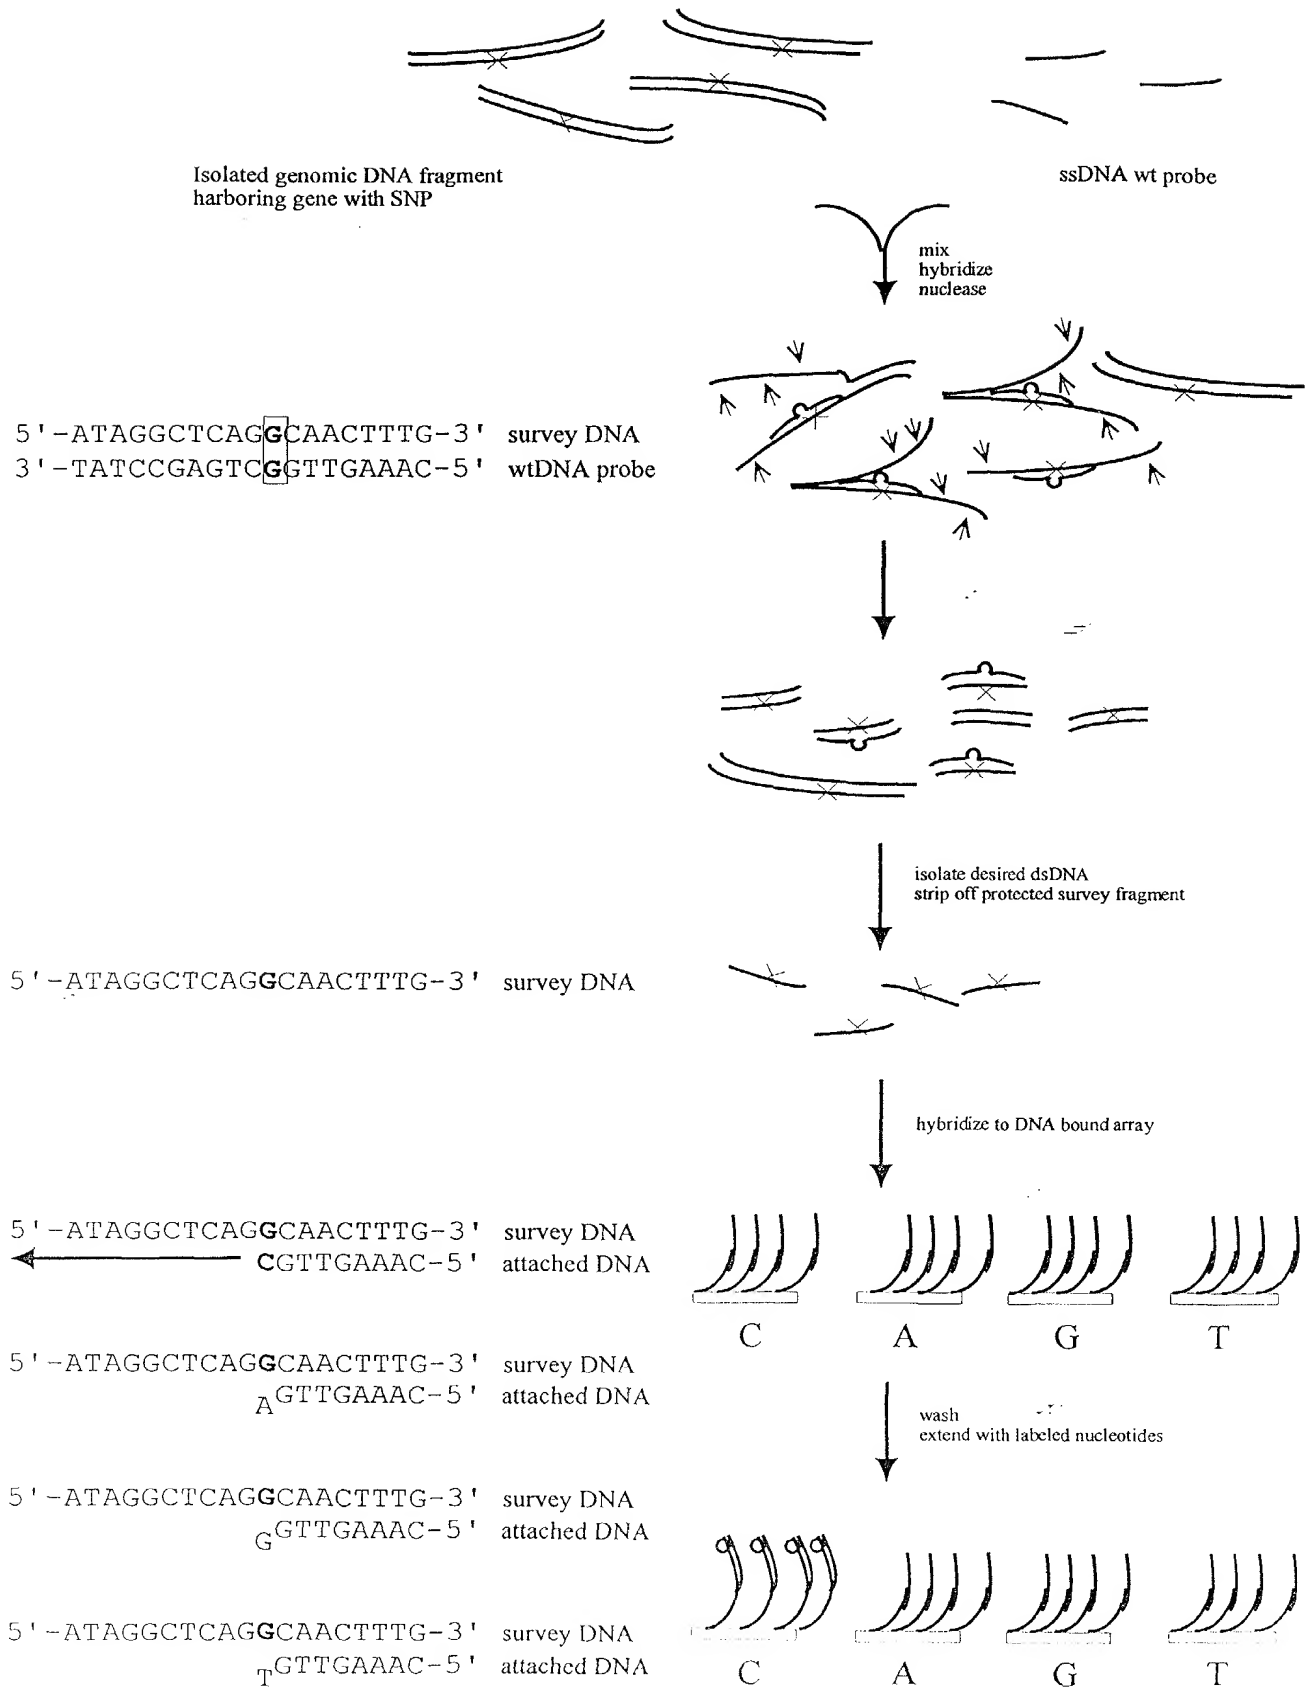 Isolated genomic DNA fragment
harboring gene with SNP
ssDNA wt probe
mix
hybridize
nuclease
5'-ATAGGCTCAGGCAACTTTG-3' survey DNA
3'-TATCCGAGTCGGTTGAAAC-5' wtDNA probe
isolate desired dsDNA
strip off protected survey fragment
5'-ATAGGCTCAGGCAACTTTG-3' survey DNA
hybridize to DNA bound array
5'-ATAGGCTCAGGCAACTTTG-3' survey DNA
CGTTGAAAC-5' attached DNA
C A G T
5'-ATAGGCTCAGGCAACTTTG-3' survey DNA
AGTTGAAAC-5' attached DNA
wash
extend with labeled nucleotides
5'-ATAGGCTCAGGCAACTTTG-3' survey DNA
GGTTGAAAC-5' attached DNA
5'-ATAGGCTCAGGCAACTTTG-3' survey DNA
TGTTGAAAC-5' attached DNA
C A G T